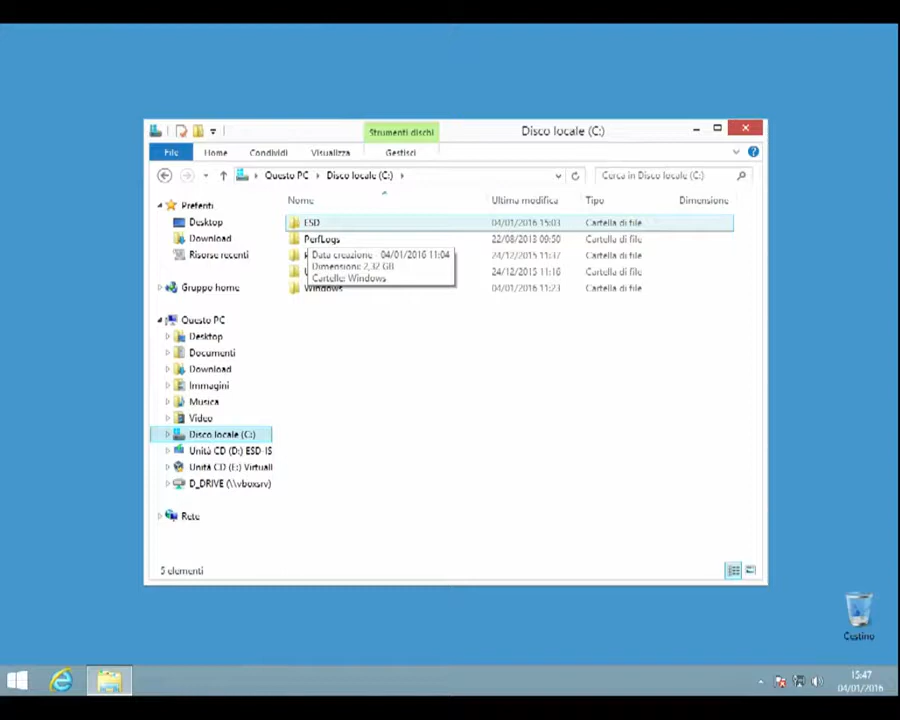 Strumenti dischi
Disco locale (C:)
File
Home
Condividi
Visualizza
Gestisci
Questo PC
Disco locale (C:)
Cerca in Disco locale (C:)
Nome
Ultima modifica
Tipo
Dimensione
ESD
04/01/2016 15:03
Cartella di file
PerfLogs
22/08/2013 09:50
Cartella di file
24/12/2015 11:37
Cartella di file
24/12/2015 11:16
Cartella di file
Windows
04/01/2016 11:23
Cartella di file
Data creazione - 04/01/2016 11:04
Dimensione: 2,32 GB
Cartelle: Windows
Preferiti
Desktop
Download
Risorse recenti
Gruppo home
Questo PC
Desktop
Documenti
Download
Immagini
Musica
Video
Disco locale (C:)
Unità CD (D:) ESD-IS
Unità CD (E:) Virtuall
D_DRIVE (\\vboxsrv)
Rete
5 elementi
Cestino
15:47
04/01/2016